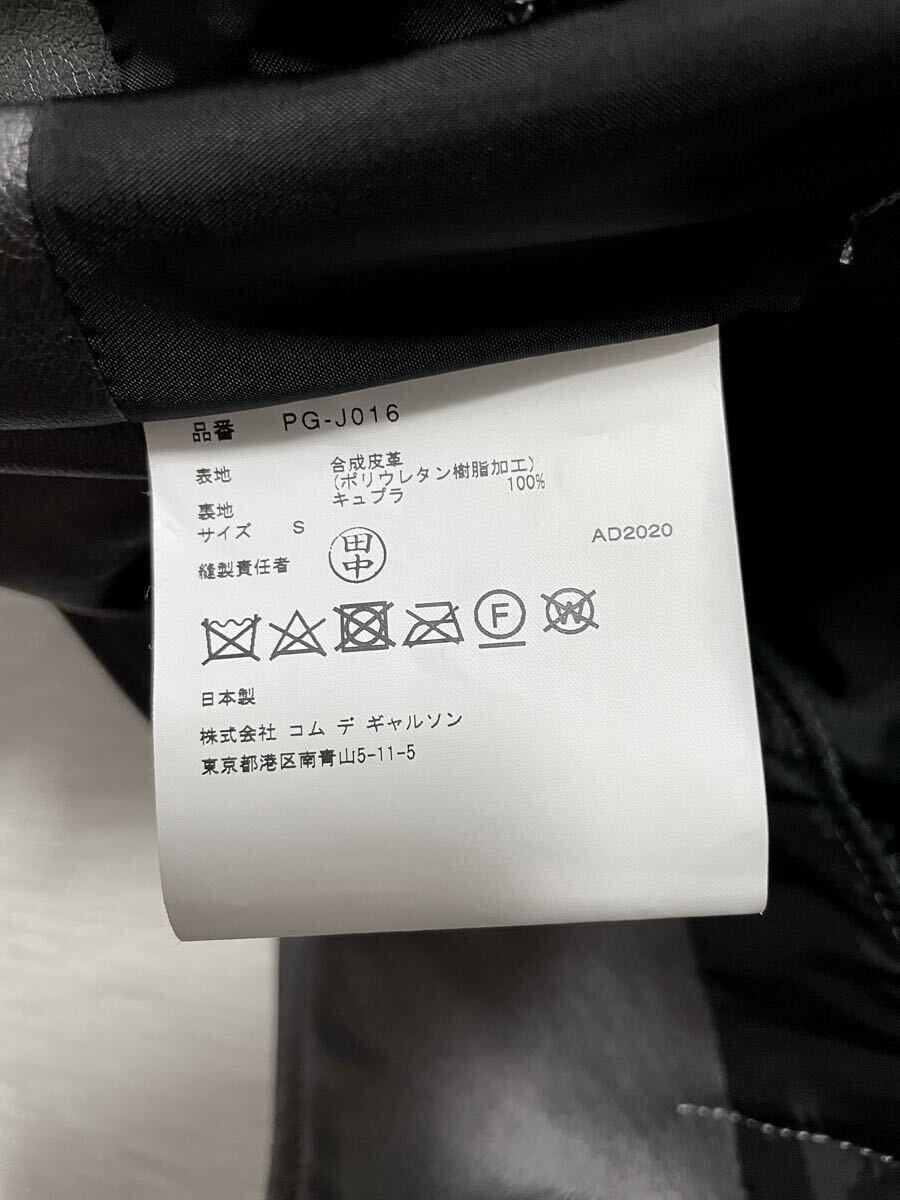 品番 PG-J016
表地 合成皮革
(ポリウレタン樹脂加工)
裏地 キュプラ 100%
サイズ S
縫製責任者 田中 AD2020
F W
日本製
株式会社 コム デ ギャルソン
東京都港区南青山5-11-5